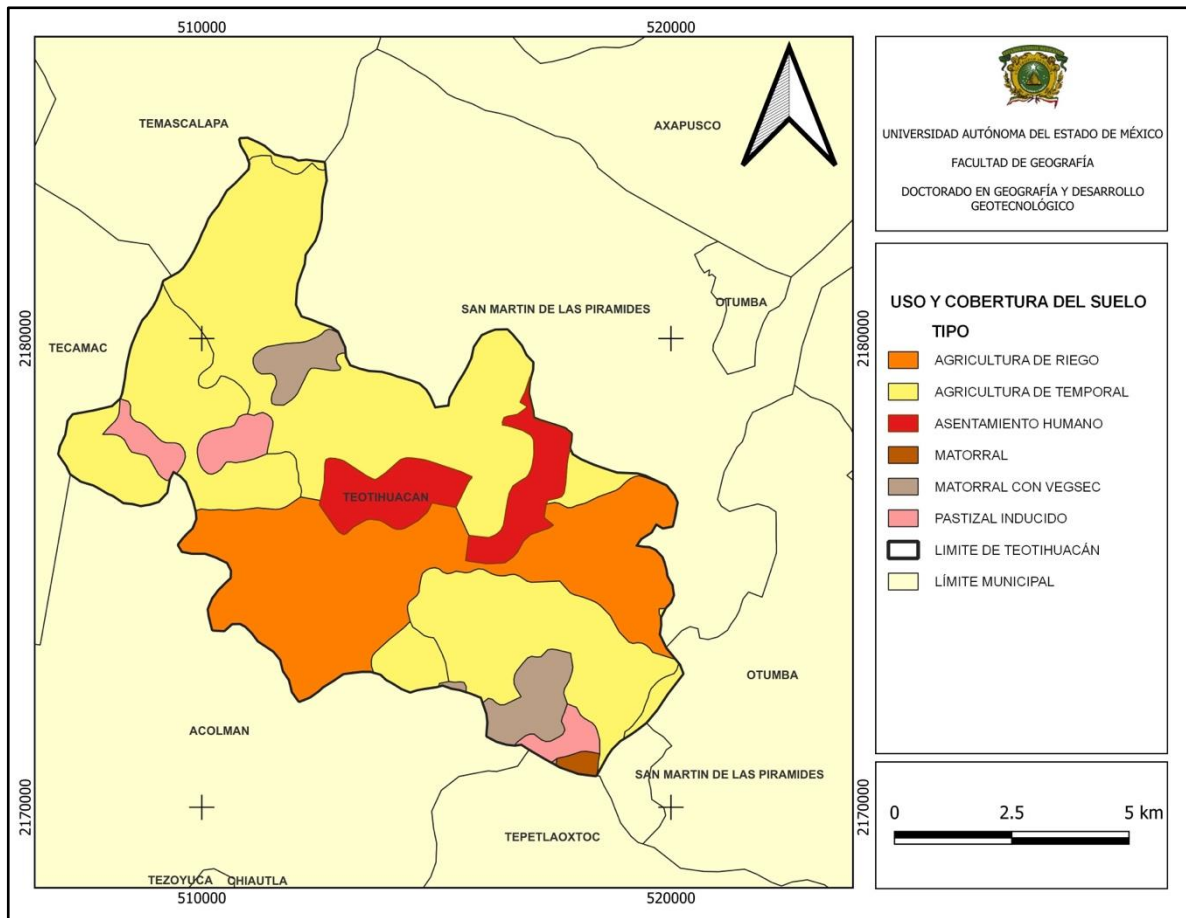 510000
520000
TEMASCALAPA
AXAPUSCO
SAN MARTIN DE LAS PIRAMIDES
OTUMBA
2180000
2180000
TECAMAC
TEOTIHUACAN
OTUMBA
ACOLMAN
SAN MARTIN DE LAS PIRAMIDES
2170000
2170000
TEPETLAOXTOC
TEZOYUCA
CHIAUTLA
510000
520000
UNIVERSIDAD AUTÓNOMA DEL ESTADO DE MÉXICO
FACULTAD DE GEOGRAFÍA
DOCTORADO EN GEOGRAFÍA Y DESARROLLO
GEOTECNOLÓGICO
USO Y COBERTURA DEL SUELO
TIPO
AGRICULTURA DE RIEGO
AGRICULTURA DE TEMPORAL
ASENTAMIENTO HUMANO
MATORRAL
MATORRAL CON VEGSEC
PASTIZAL INDUCIDO
LIMITE DE TEOTIHUACÁN
LÍMITE MUNICIPAL
0 2.5 5 km